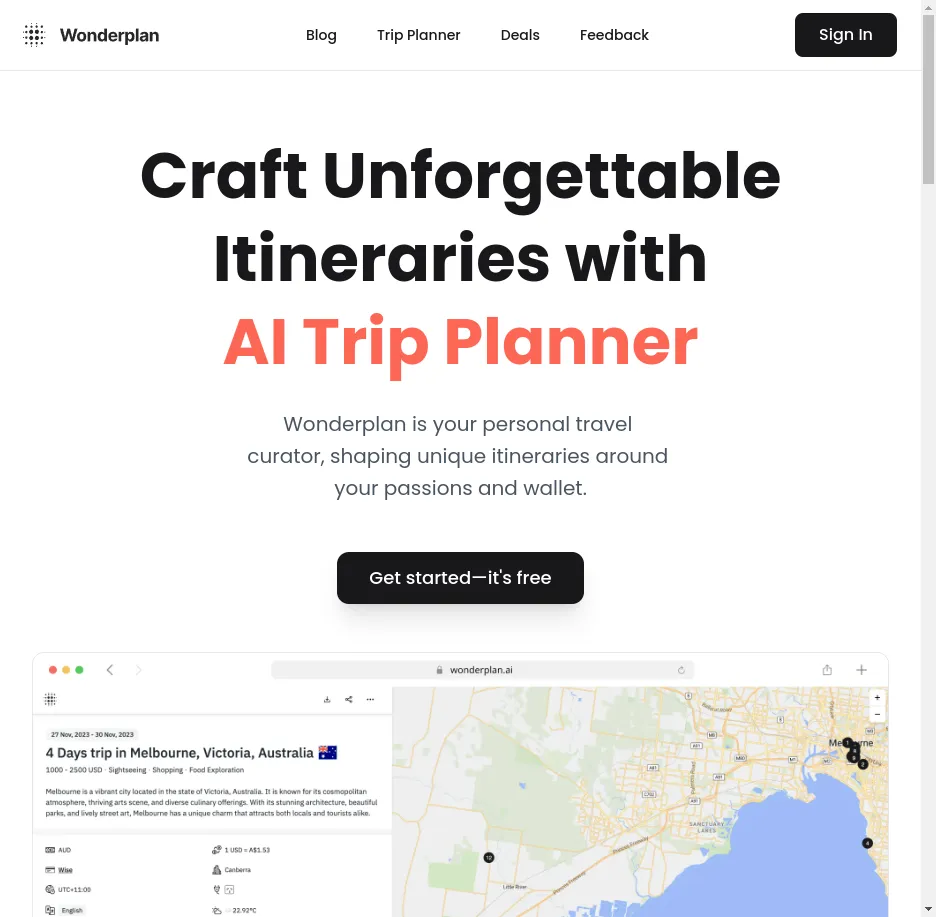 Wonderplan
Blog
Trip Planner
Deals
Feedback
Sign In
Craft Unforgettable
Itineraries with
AI Trip Planner
Wonderplan is your personal travel
curator, shaping unique itineraries around
your passions and wallet.
Get started—it's free
wonderplan.ai
27 Nov, 2023 - 30 Nov, 2023
4 Days trip in Melbourne, Victoria, Australia
1000 - 2500 USD · Sightseeing · Shopping · Food Exploration
Melbourne is a vibrant city located in the state of Victoria, Australia. It is known for its cosmopolitan
atmosphere, thriving arts scene, and diverse culinary offerings. With its stunning architecture, beautiful
parks, and lively street art, Melbourne has a unique charm that attracts both locals and tourists alike.
AUD
1 USD = A$1.53
Wise
Canberra
UTC+11:00
English
22.92°C
+
−
SANCTUARY
LAKES
Princes Freeway
Little River
12
2
4